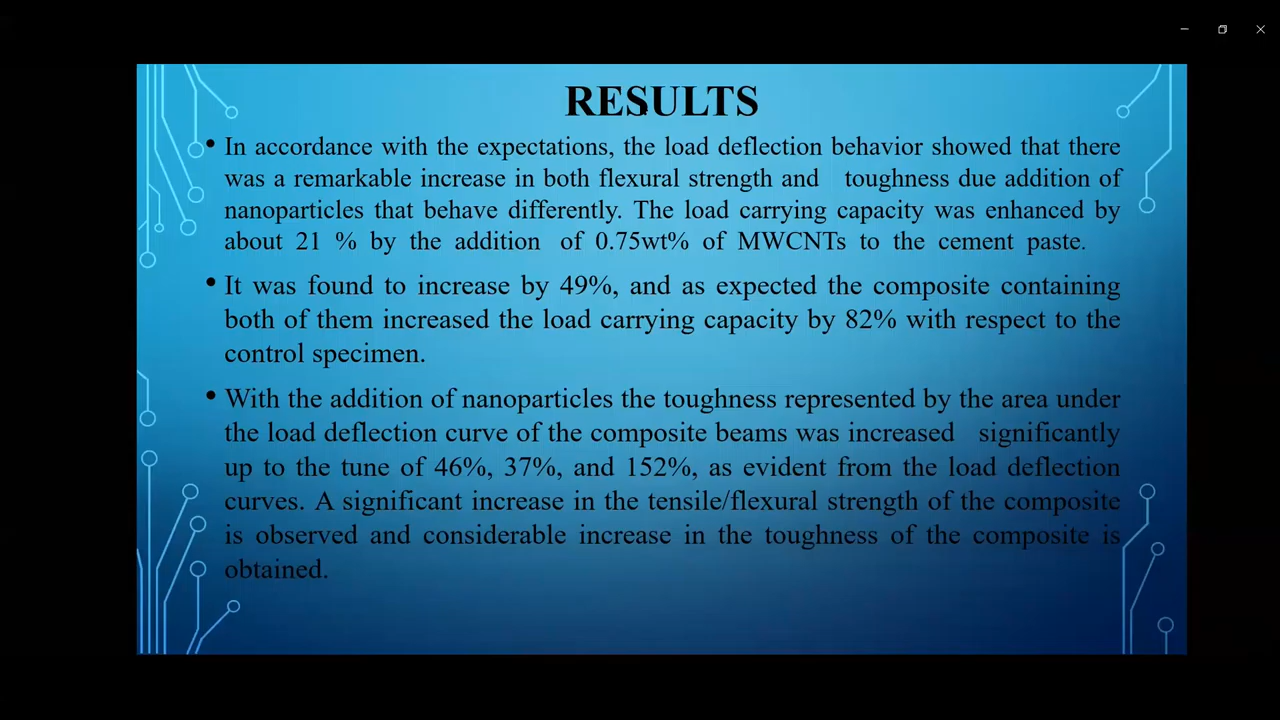 RESULTS
• In accordance with the expectations, the load deflection behavior showed that there
was a remarkable increase in both flexural strength and toughness due addition of
nanoparticles that behave differently. The load carrying capacity was enhanced by
about 21 % by the addition of 0.75wt% of MWCNTs to the cement paste.
• It was found to increase by 49%, and as expected the composite containing
both of them increased the load carrying capacity by 82% with respect to the
control specimen.
• With the addition of nanoparticles the toughness represented by the area under
the load deflection curve of the composite beams was increased significantly
up to the tune of 46%, 37%, and 152%, as evident from the load deflection
curves. A significant increase in the tensile/flexural strength of the composite
is observed and considerable increase in the toughness of the composite is
obtained.